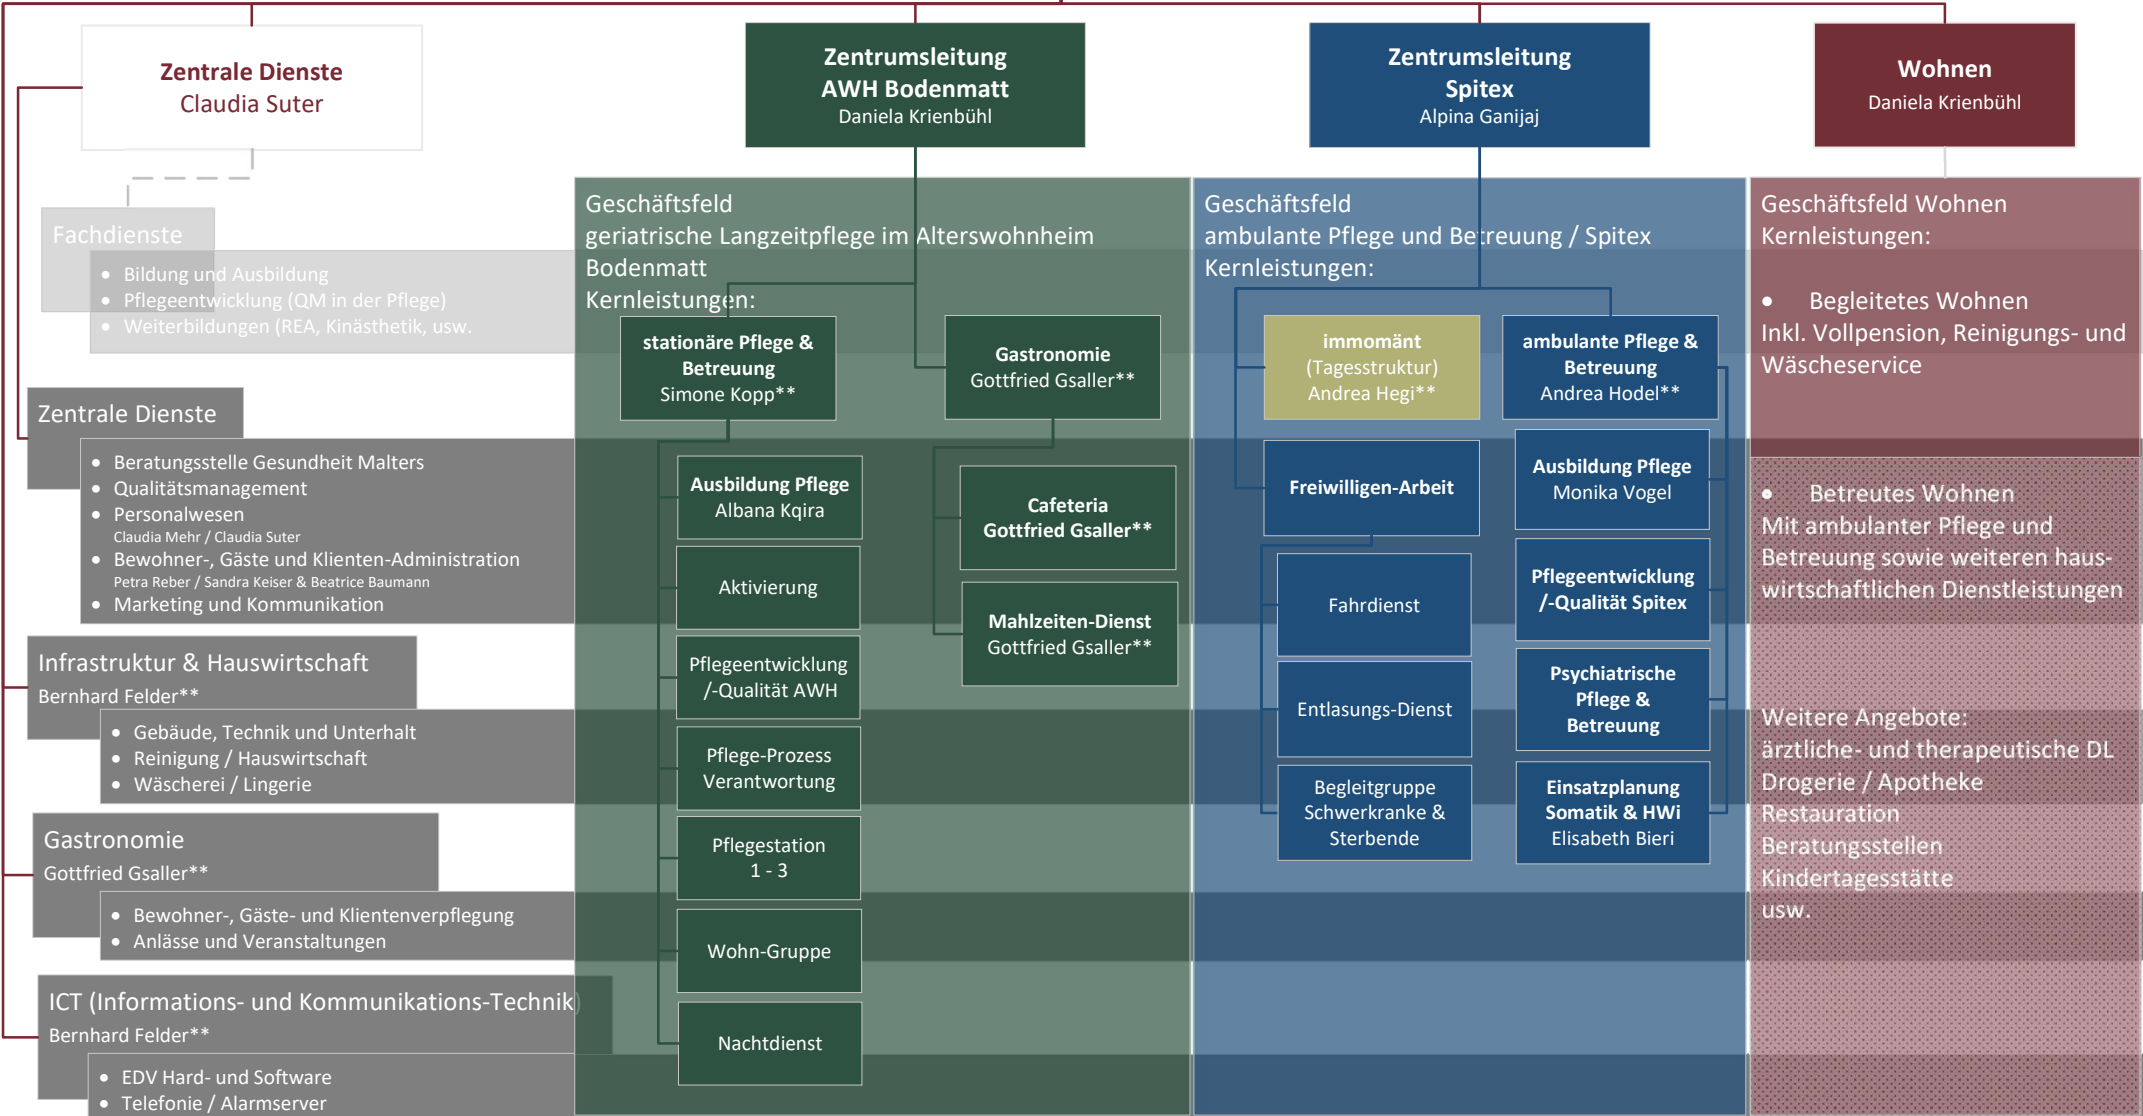 Zentrale Dienste
Claudia Suter
Zentrumsleitung
AWH Bodenmatt
Daniela Krienbühl
Zentrumsleitung
Spitex
Alpina Ganijaj
Wohnen
Daniela Krienbühl
Fachdienste
• Bildung und Ausbildung
• Pflegeentwicklung (QM in der Pflege)
• Weiterbildungen (REA, Kinästhetik, usw.
Zentrale Dienste
• Beratungsstelle Gesundheit Malters
• Qualitätsmanagement
• Personalwesen
Claudia Mehr / Claudia Suter
• Bewohner-, Gäste und Klienten-Administration
Petra Reber / Sandra Keiser & Beatrice Baumann
• Marketing und Kommunikation
Infrastruktur & Hauswirtschaft
Bernhard Felder**
• Gebäude, Technik und Unterhalt
• Reinigung / Hauswirtschaft
• Wäscherei / Lingerie
Gastronomie
Gottfried Gsaller**
• Bewohner-, Gäste- und Klientenverpflegung
• Anlässe und Veranstaltungen
ICT (Informations- und Kommunikations-Technik)
Bernhard Felder**
• EDV Hard- und Software
• Telefonie / Alarmserver
Geschäftsfeld
geriatrische Langzeitpflege im Alterswohnheim
Bodenmatt
Kernleistungen:
stationäre Pflege &
Betreuung
Simone Kopp**
Ausbildung Pflege
Albana Kqira
Aktivierung
Pflegeentwicklung
/-Qualität AWH
Pflege-Prozess
Verantwortung
Pflegestation
1 - 3
Wohn-Gruppe
Nachtdienst
Gastronomie
Gottfried Gsaller**
Cafeteria
Gottfried Gsaller**
Mahlzeiten-Dienst
Gottfried Gsaller**
Geschäftsfeld
ambulante Pflege und Betreuung / Spitex
Kernleistungen:
immomänt
(Tagesstruktur)
Andrea Hegi**
Freiwilligen-Arbeit
Fahrdienst
Entlasungs-Dienst
Begleitgruppe
Schwerkranke &
Sterbende
ambulante Pflege &
Betreuung
Andrea Hodel**
Ausbildung Pflege
Monika Vogel
Pflegeentwicklung
/-Qualität Spitex
Psychiatrische
Pflege &
Betreuung
Einsatzplanung
Somatik & HWi
Elisabeth Bieri
Geschäftsfeld Wohnen
Kernleistungen:
• Begleitetes Wohnen
Inkl. Vollpension, Reinigungs- und
Wäscheservice
• Betreutes Wohnen
Mit ambulanter Pflege und
Betreuung sowie weiteren haus-
wirtschaftlichen Dienstleistungen
Weitere Angebote:
ärztliche- und therapeutische DL
Drogerie / Apotheke
Restauration
Beratungsstellen
Kindertagesstätte
usw.